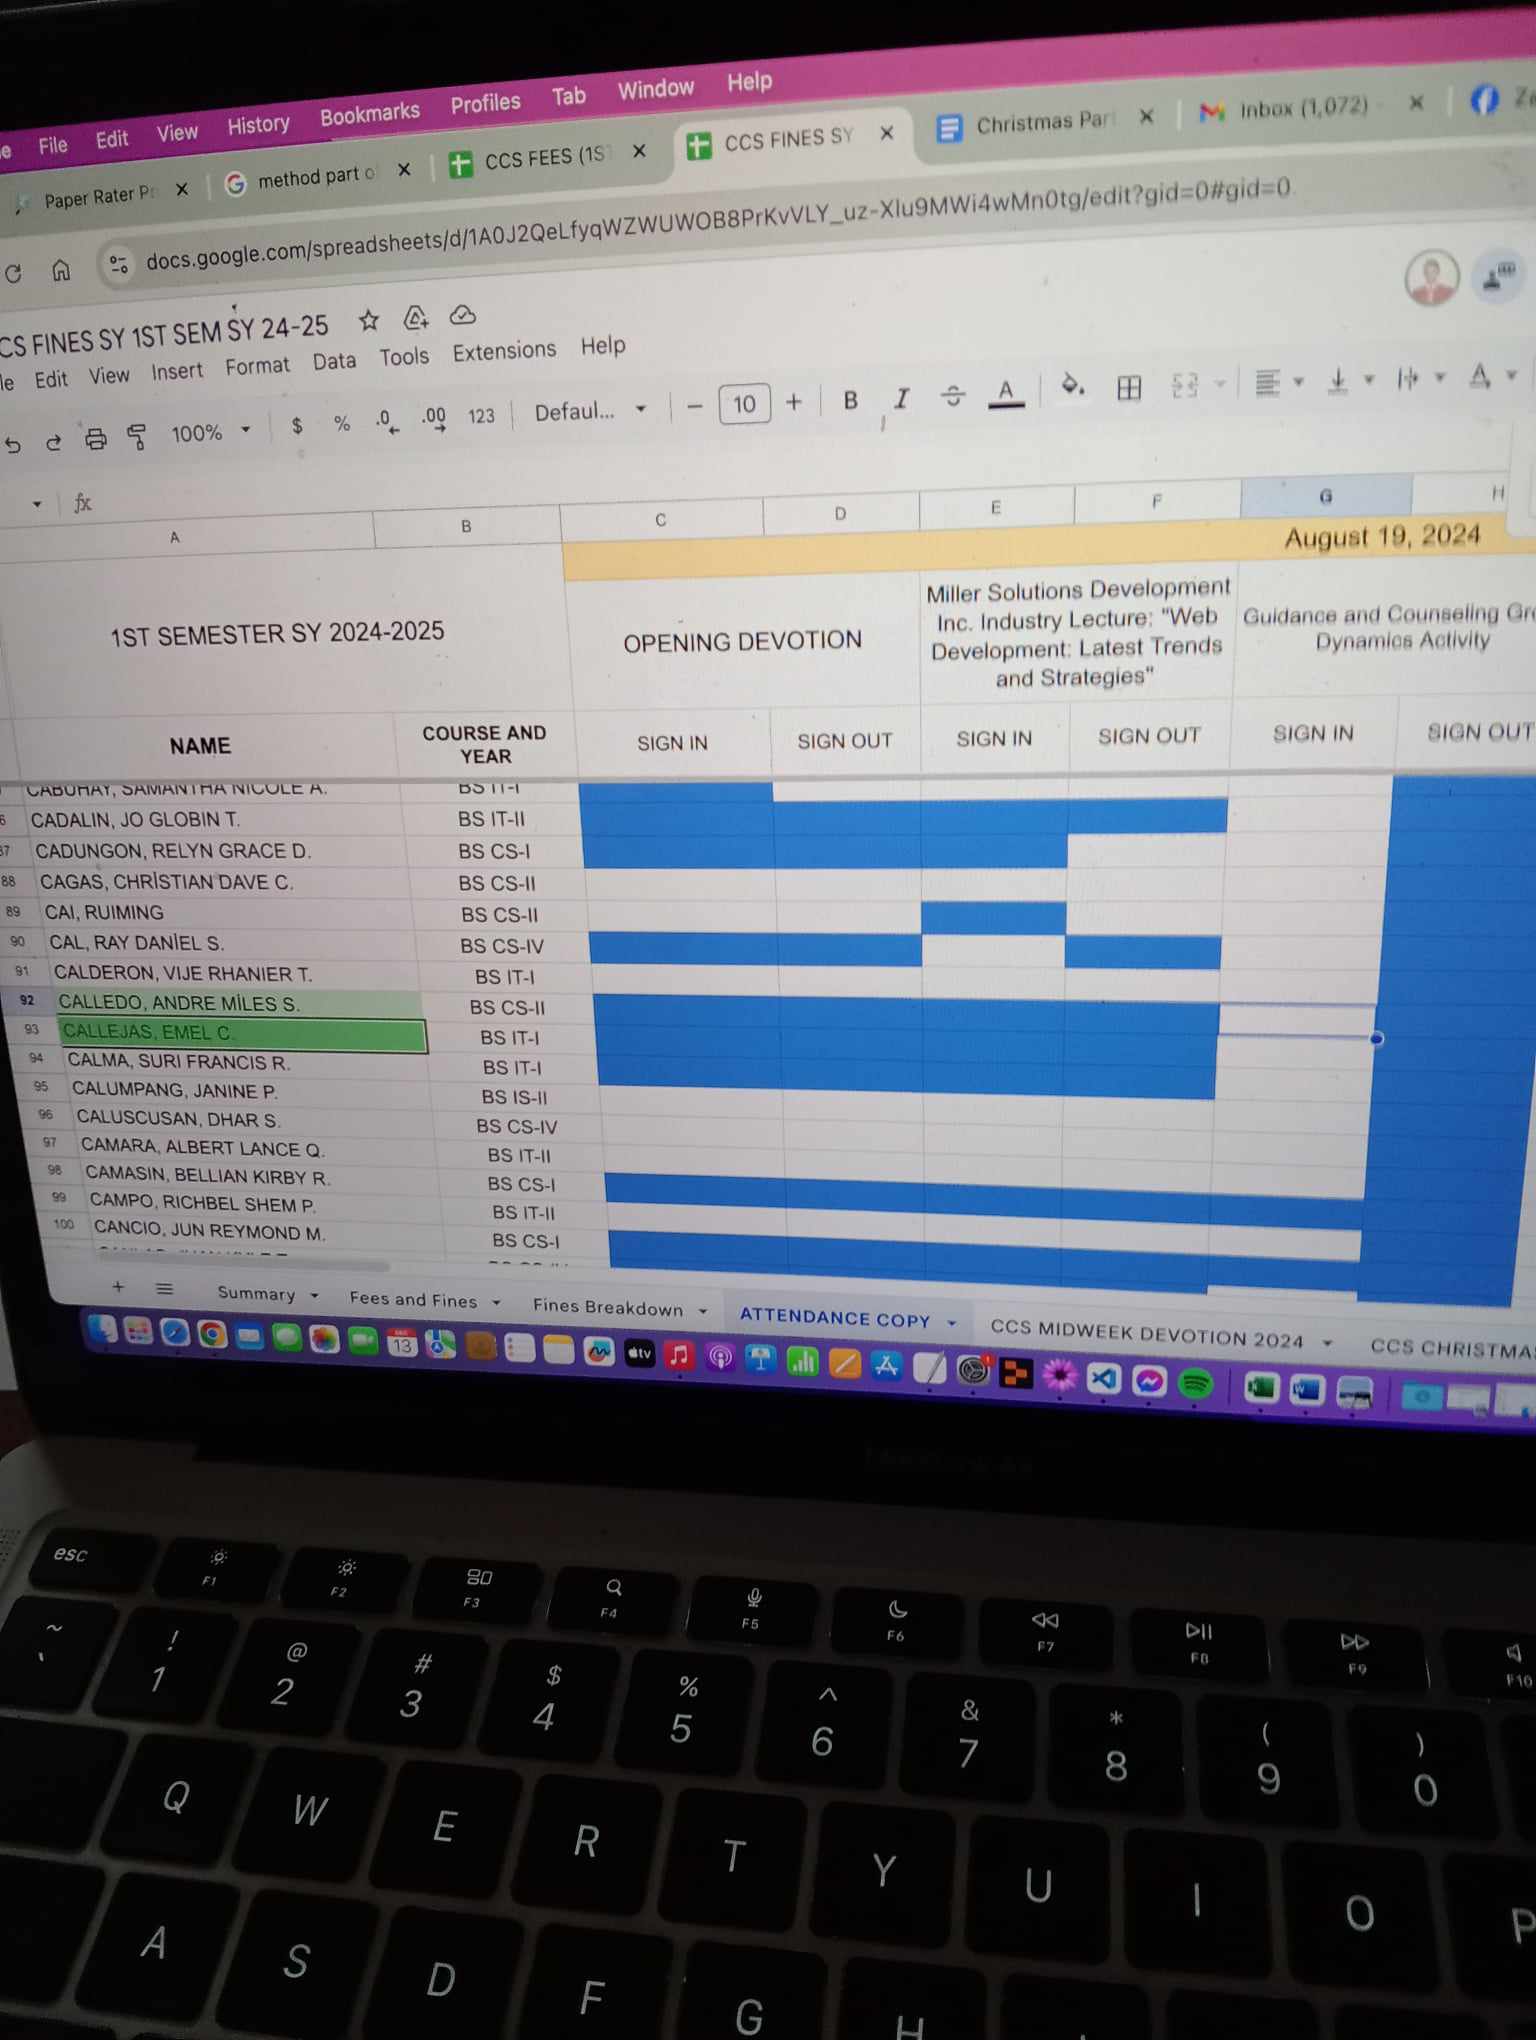 File Edit View History Bookmarks Profiles Tab Window Help
Paper Rater method part o CCS FEES (1S CCS FINES SY Christmas Par Inbox (1,072)
docs.google.com/spreadsheets/d/1A0J2QeLfyqWZWUWOB8PrKvVLY_uz-Xlu9MWi4wMn0tg/edit?gid=0#gid=0
CS FINES SY 1ST SEM SY 24-25
le Edit View Insert Format Data Tools Extensions Help
100% $ % .0 .00 123 Defaul... − 10 + B I A A
fx
A B C D E F G H
August 19, 2024
1ST SEMESTER SY 2024-2025
OPENING DEVOTION
Miller Solutions Development
Inc. Industry Lecture: "Web
Development: Latest Trends
and Strategies"
Guidance and Counseling Gro
Dynamics Activity
NAME
COURSE AND
YEAR
SIGN IN SIGN OUT SIGN IN SIGN OUT SIGN IN SIGN OUT
CABUHAY, SAMANTHA NICOLE A. BS IT-I
6 CADALIN, JO GLOBIN T. BS IT-II
87 CADUNGON, RELYN GRACE D. BS CS-I
88 CAGAS, CHRISTIAN DAVE C. BS CS-II
89 CAI, RUIMING BS CS-II
90 CAL, RAY DANIEL S. BS CS-IV
91 CALDERON, VIJE RHANIER T. BS IT-I
92 CALLEDO, ANDRE MILES S. BS CS-II
93 CALLEJAS, EMEL C. BS IT-I
94 CALMA, SURI FRANCIS R. BS IT-I
95 CALUMPANG, JANINE P. BS IS-II
96 CALUSCUSAN, DHAR S. BS CS-IV
97 CAMARA, ALBERT LANCE Q. BS IT-II
98 CAMASIN, BELLIAN KIRBY R. BS CS-I
99 CAMPO, RICHBEL SHEM P. BS IT-II
100 CANCIO, JUN REYMOND M. BS CS-I
+ Summary Fees and Fines Fines Breakdown ATTENDANCE COPY CCS MIDWEEK DEVOTION 2024 CCS CHRISTMA
13 tv
esc F1 F2 F3 F4 F5 F6 F7 F8 F9 F10
~ ! @ # $ % ^ & * ( )
` 1 2 3 4 5 6 7 8 9 0
Q W E R T Y U I O P
A S D F G H